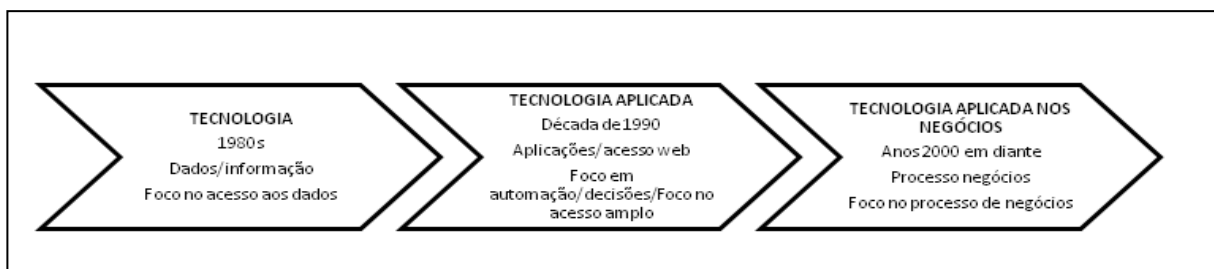 TECNOLOGIA
1980s
Dados/informação
Foco no acesso aos dados
TECNOLOGIA APLICADA
Década de 1990
Aplicações/acesso web
Foco em
automação/decisões/Foco no
acesso amplo
TECNOLOGIA APLICADA NOS
NEGÓCIOS
Anos 2000 em diante
Processo negócios
Foco no processo de negócios